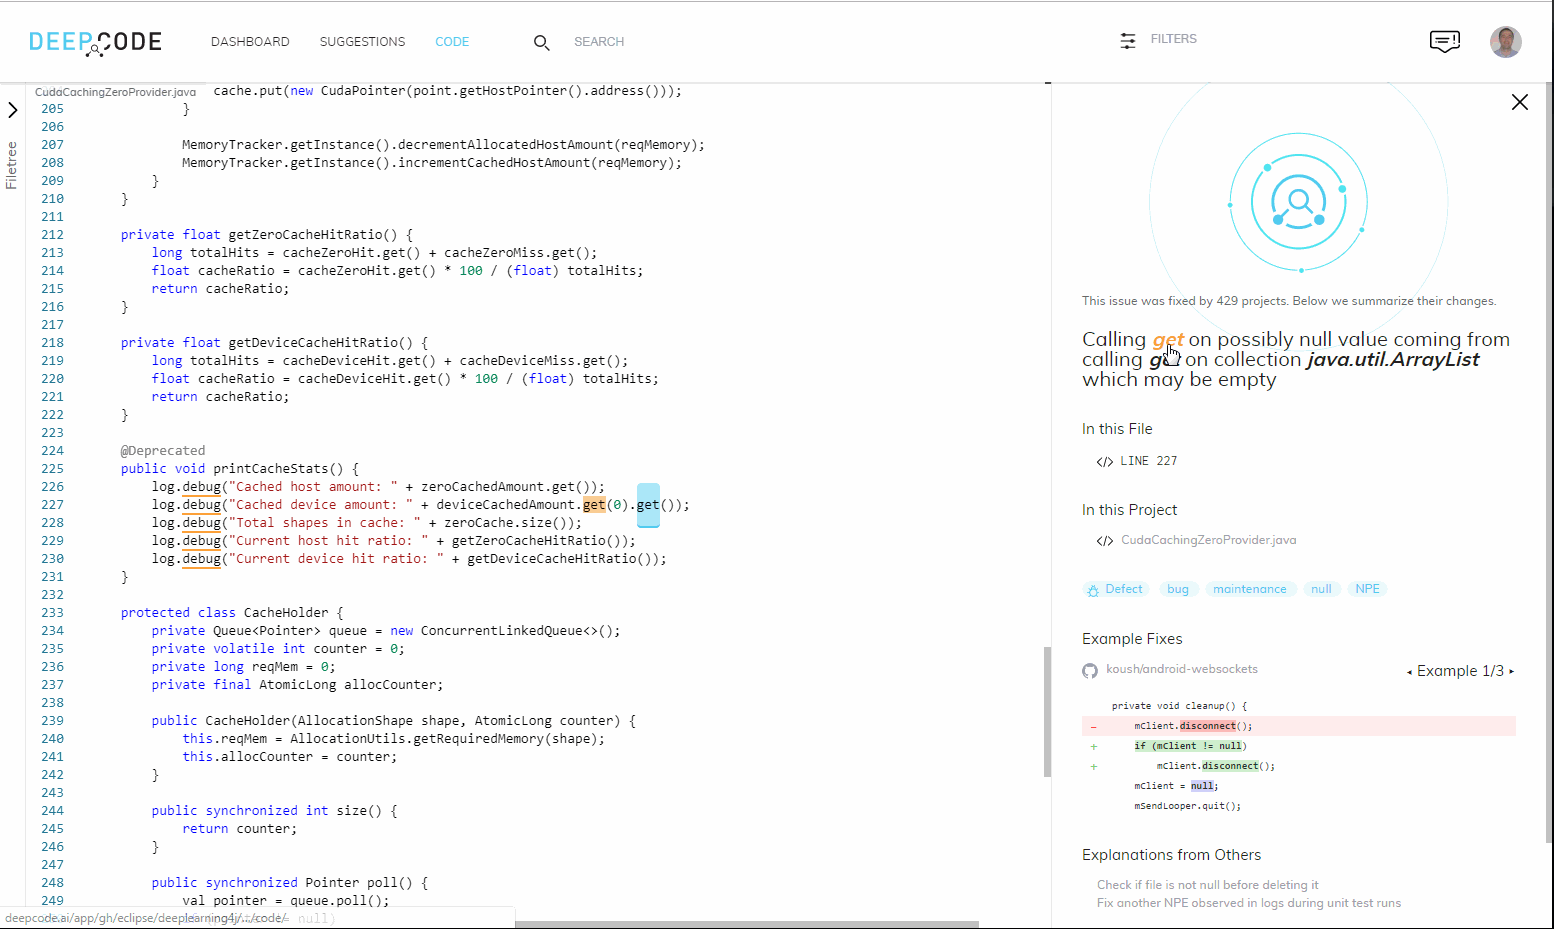 DEEPCODE
DASHBOARD SUGGESTIONS CODE SEARCH FILTERS
CudaCachingZeroProvider.java
Filetree
cache.put(new CudaPointer(point.getHostPointer().address()));
205 }
206
207 MemoryTracker.getInstance().decrementAllocatedHostAmount(reqMemory);
208 MemoryTracker.getInstance().incrementCachedHostAmount(reqMemory);
209 }
210 }
211
212 private float getZeroCacheHitRatio() {
213 long totalHits = cacheZeroHit.get() + cacheZeroMiss.get();
214 float cacheRatio = cacheZeroHit.get() * 100 / (float) totalHits;
215 return cacheRatio;
216 }
217
218 private float getDeviceCacheHitRatio() {
219 long totalHits = cacheDeviceHit.get() + cacheDeviceMiss.get();
220 float cacheRatio = cacheDeviceHit.get() * 100 / (float) totalHits;
221 return cacheRatio;
222 }
223
224 @Deprecated
225 public void printCacheStats() {
226 log.debug("Cached host amount: " + zeroCachedAmount.get());
227 log.debug("Cached device amount: " + deviceCachedAmount.get(0).get());
228 log.debug("Total shapes in cache: " + zeroCache.size());
229 log.debug("Current host hit ratio: " + getZeroCacheHitRatio());
230 log.debug("Current device hit ratio: " + getDeviceCacheHitRatio());
231 }
232
233 protected class CacheHolder {
234 private Queue<Pointer> queue = new ConcurrentLinkedQueue<>();
235 private volatile int counter = 0;
236 private long reqMem = 0;
237 private final AtomicLong allocCounter;
238
239 public CacheHolder(AllocationShape shape, AtomicLong counter) {
240 this.reqMem = AllocationUtils.getRequiredMemory(shape);
241 this.allocCounter = counter;
242 }
243
244 public synchronized int size() {
245 return counter;
246 }
247
248 public synchronized Pointer poll() {
249 val pointer = queue.poll();
deepcode.ai/app/gh/eclipse/deeplearning4j/.../code/
!= null)
This issue was fixed by 429 projects. Below we summarize their changes.
Calling get on possibly null value coming from
calling get on collection java.util.ArrayList
which may be empty
In this File
</> LINE 227
In this Project
</> CudaCachingZeroProvider.java
Defect bug maintenance null NPE
Example Fixes
koush/android-websockets ◂ Example 1/3 ▸
private void cleanup() {
- mClient.disconnect();
+ if (mClient != null)
+ mClient.disconnect();
mClient = null;
mSendLooper.quit();
Explanations from Others
Check if file is not null before deleting it
Fix another NPE observed in logs during unit test runs